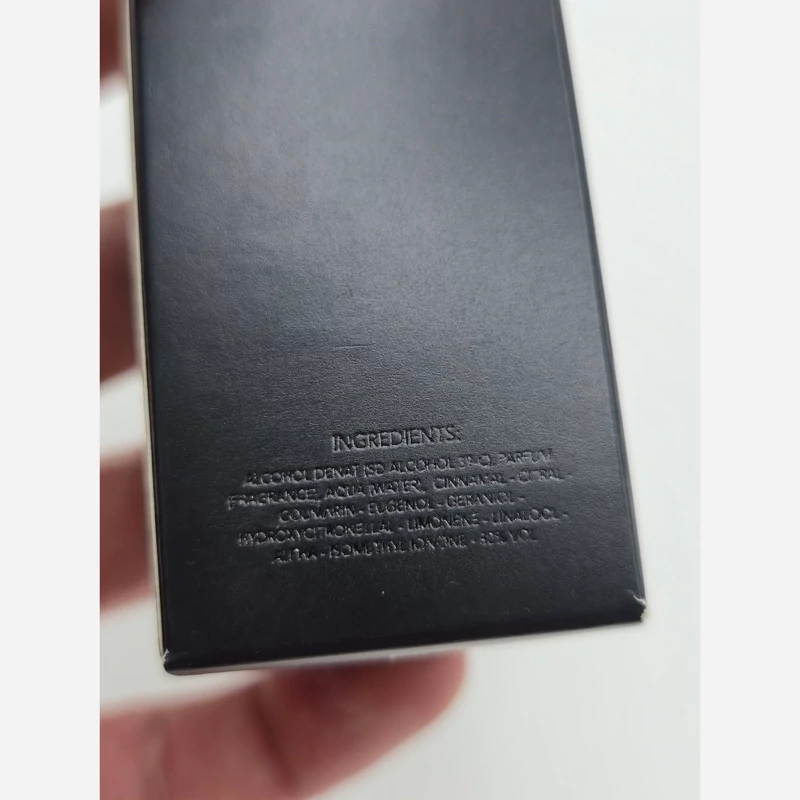 INGREDIENTS:
ALCOHOL DENAT. (SD ALCOHOL 39-C), PARFUM
(FRAGRANCE), AQUA (WATER), CINNAMAL - CITRAL -
COUMARIN - EUGENOL - GERANIOL -
HYDROXYCITRONELLAL - LIMONENE - LINALOOL -
ALPHA - ISOMETHYL IONONE - 80% VOL